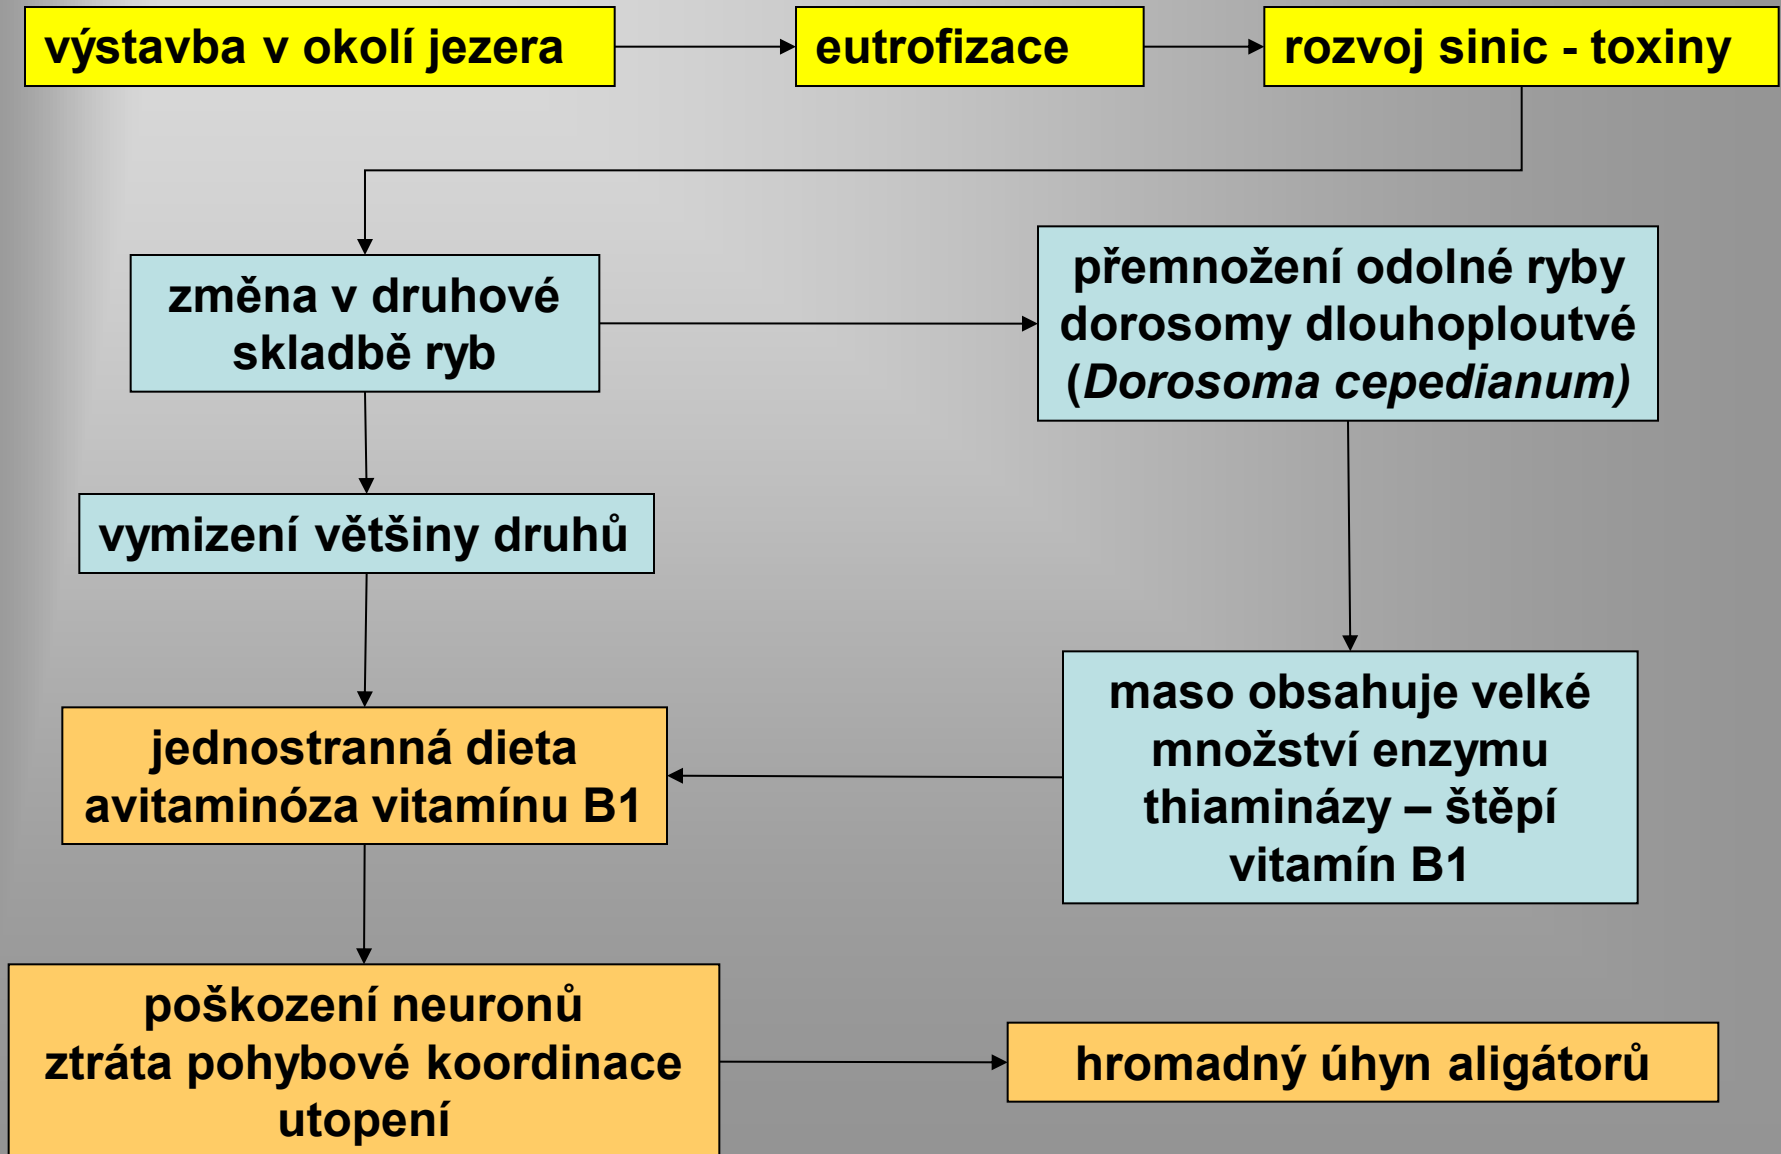 výstavba v okolí jezera
eutrofizace
rozvoj sinic - toxiny
změna v druhové
skladbě ryb
přemnožení odolné ryby
dorosomy dlouhoploutvé
(Dorosoma cepedianum)
vymizení většiny druhů
maso obsahuje velké
množství enzymu
thiaminázy – štěpí
vitamín B1
jednostranná dieta
avitaminóza vitamínu B1
poškození neuronů
ztráta pohybové koordinace
utopení
hromadný úhyn aligátorů